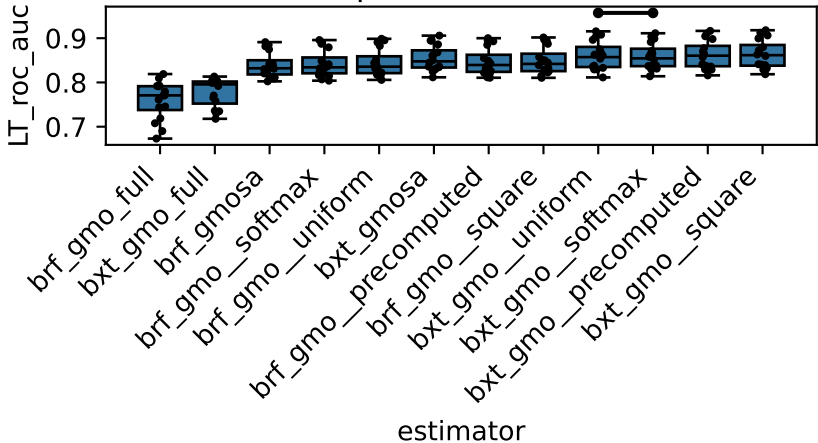 LT_roc_auc
0.9
0.8
0.7
brf_gmo_full
bxt_gmo_full
brf_gmosa
brf_gmo__softmax
brf_gmo__uniform
bxt_gmosa
brf_gmo__precomputed
brf_gmo__square
bxt_gmo__uniform
bxt_gmo__softmax
bxt_gmo__precomputed
bxt_gmo__square
estimator